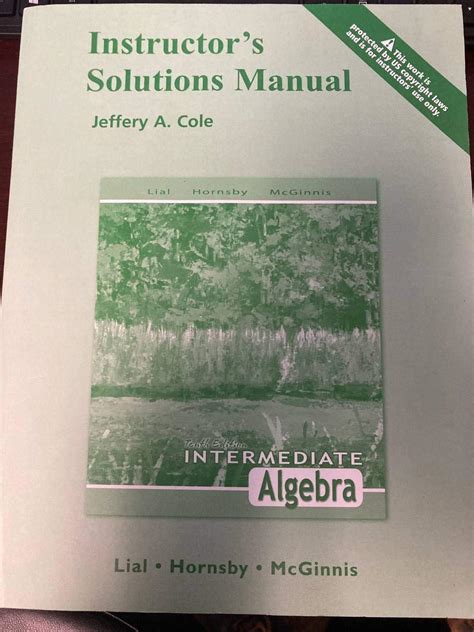 Instructor's
Solutions Manual
Jeffery A. Cole
This work is
protected by US copyright laws
and is for instructors' use only.
Lial Hornsby McGinnis
Tenth Edition
INTERMEDIATE
Algebra
Lial • Hornsby • McGinnis